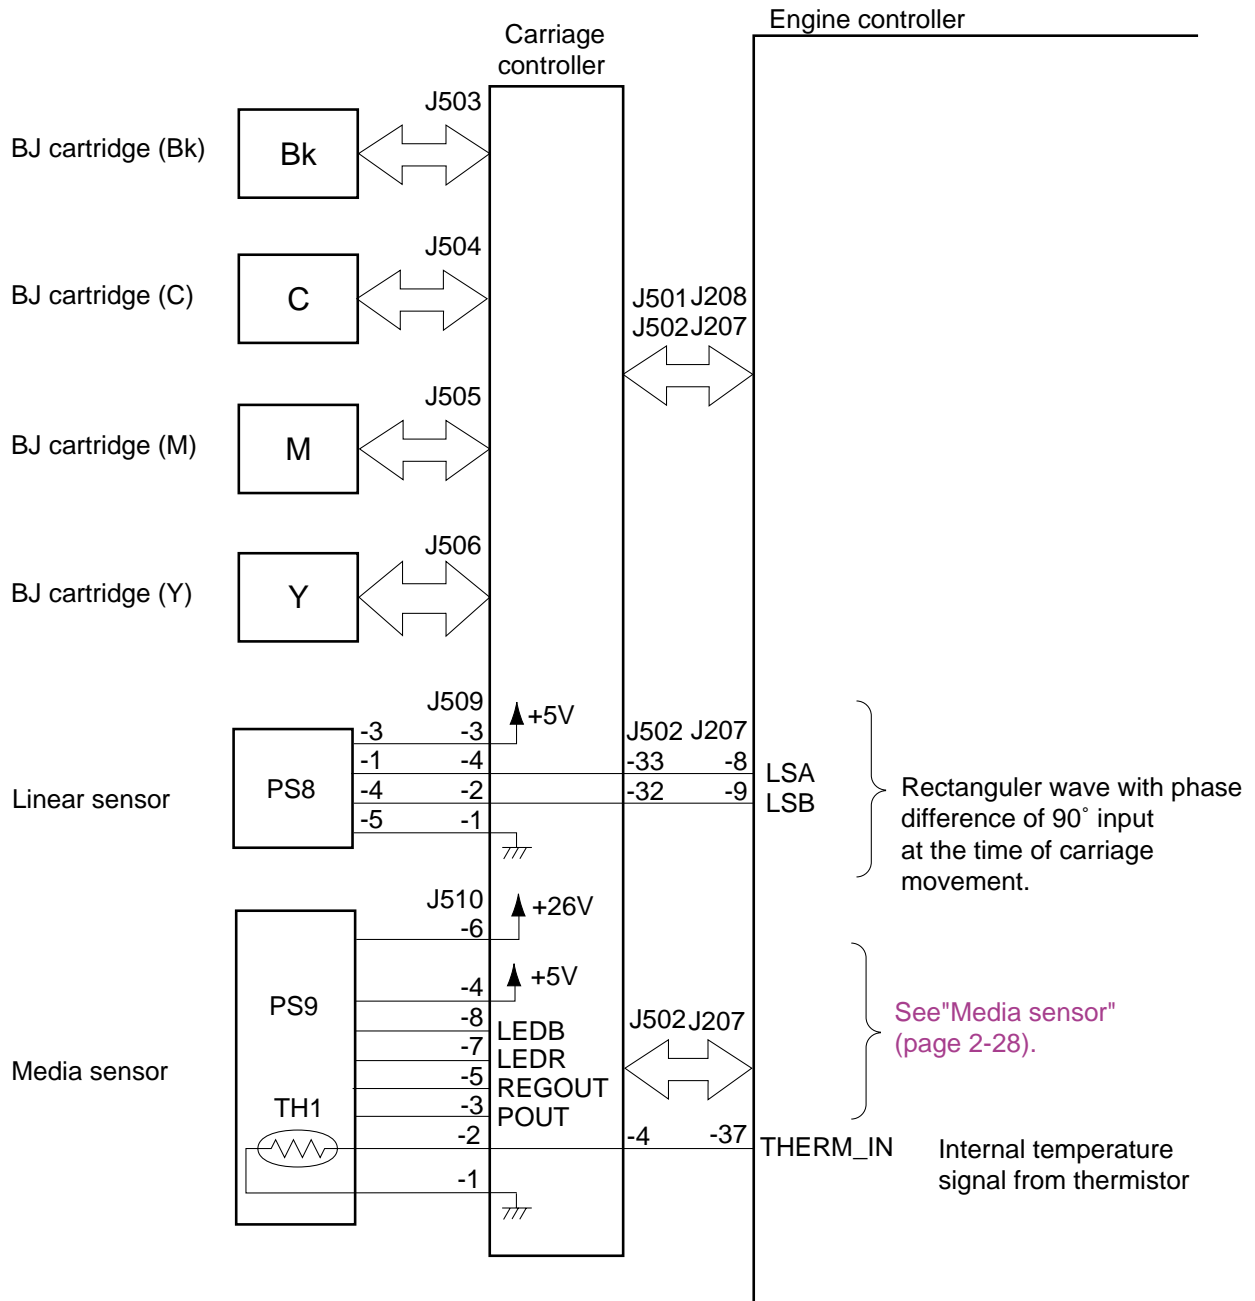 Engine controller
Carriage
controller
J503
BJ cartridge (Bk)
Bk
J504
BJ cartridge (C)
C
J501 J208
J502 J207
J505
BJ cartridge (M)
M
J506
BJ cartridge (Y)
Y
J509
+5V
J502 J207
-3 -3
-1 -4 -33 -8 LSA
Linear sensor
PS8
-4 -2 -32 -9 LSB
-5 -1
Rectanguler wave with phase
difference of 90˚ input
at the time of carriage
movement.
J510
+26V
-6
PS9
-4
+5V
-8 LEDB
J502 J207
See"Media sensor"
(page 2-28).
-7 LEDR
Media sensor
-5 REGOUT
TH1
-3 POUT
-2 -4 -37 THERM_IN
Internal temperature
signal from thermistor
-1